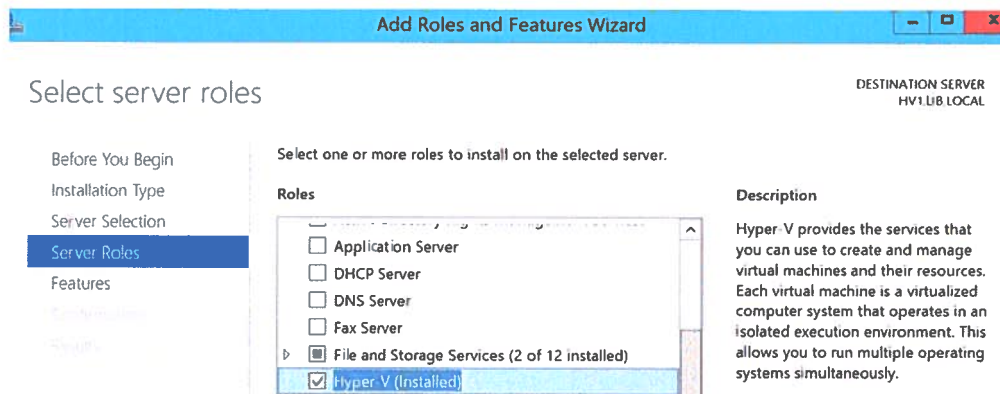 Add Roles and Features Wizard
Select server roles
DESTINATION SERVER
HV1.LIB.LOCAL
Before You Begin
Installation Type
Server Selection
Server Roles
Features
Select one or more roles to install on the selected server.
Roles
Application Server
DHCP Server
DNS Server
Fax Server
File and Storage Services (2 of 12 installed)
Hyper-V (Installed)
Description
Hyper-V provides the services that
you can use to create and manage
virtual machines and their resources.
Each virtual machine is a virtualized
computer system that operates in an
isolated execution environment. This
allows you to run multiple operating
systems simultaneously.